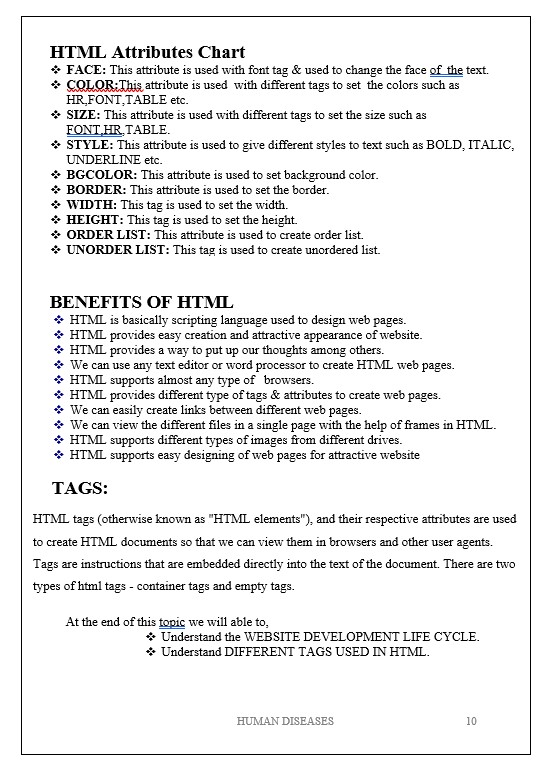 HTML Attributes Chart
❖ FACE: This attribute is used with font tag & used to change the face of the text.
❖ COLOR:This attribute is used with different tags to set the colors such as
HR,FONT,TABLE etc.
❖ SIZE: This attribute is used with different tags to set the size such as
FONT,HR,TABLE.
❖ STYLE: This attribute is used to give different styles to text such as BOLD, ITALIC,
UNDERLINE etc.
❖ BGCOLOR: This attribute is used to set background color.
❖ BORDER: This attribute is used to set the border.
❖ WIDTH: This tag is used to set the width.
❖ HEIGHT: This tag is used to set the height.
❖ ORDER LIST: This attribute is used to create order list.
❖ UNORDER LIST: This tag is used to create unordered list.
BENEFITS OF HTML
❖ HTML is basically scripting language used to design web pages.
❖ HTML provides easy creation and attractive appearance of website.
❖ HTML provides a way to put up our thoughts among others.
❖ We can use any text editor or word processor to create HTML web pages.
❖ HTML supports almost any type of browsers.
❖ HTML provides different type of tags & attributes to create web pages.
❖ We can easily create links between different web pages.
❖ We can view the different files in a single page with the help of frames in HTML.
❖ HTML supports different types of images from different drives.
❖ HTML supports easy designing of web pages for attractive website
TAGS:
HTML tags (otherwise known as "HTML elements"), and their respective attributes are used
to create HTML documents so that we can view them in browsers and other user agents.
Tags are instructions that are embedded directly into the text of the document. There are two
types of html tags - container tags and empty tags.
At the end of this topic we will able to,
❖ Understand the WEBSITE DEVELOPMENT LIFE CYCLE.
❖ Understand DIFFERENT TAGS USED IN HTML.
HUMAN DISEASES 10